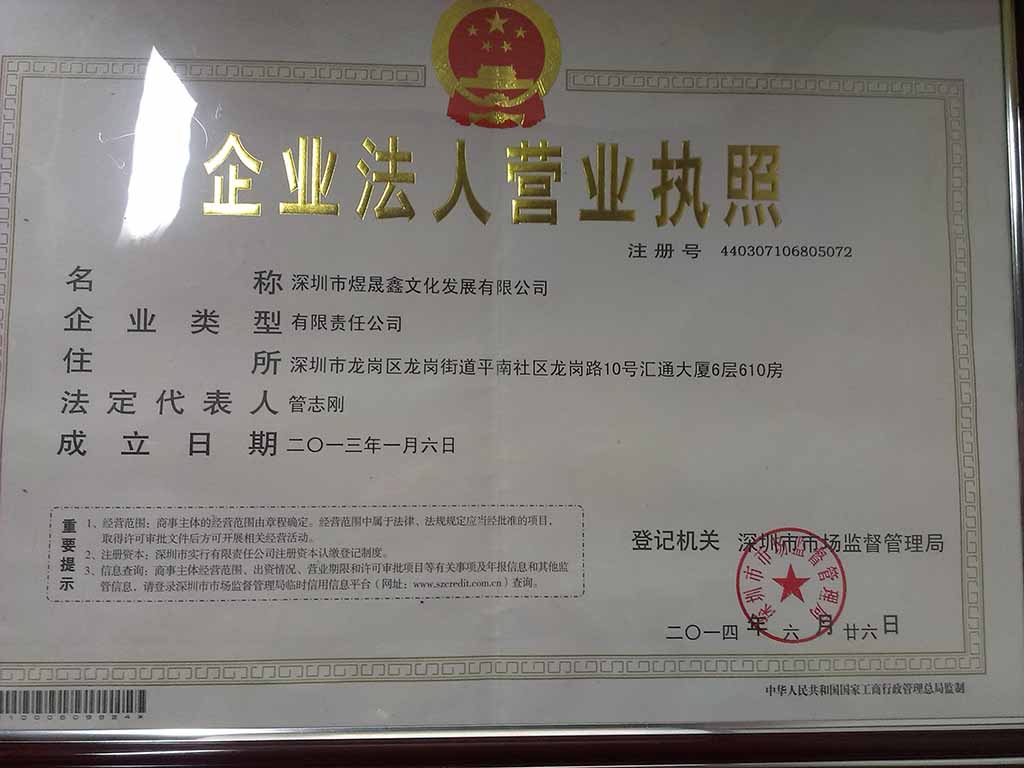 企业法人营业执照
注册号 440307106805072
名称 深圳市煜晟鑫文化发展有限公司
企业类型 有限责任公司
住所 深圳市龙岗区龙岗街道平南社区龙岗路10号汇通大厦6层610房
法定代表人 管志刚
成立日期 二〇一三年一月六日
重要提示
1、经营范围：商事主体的经营范围由章程确定。经营范围中属于法律、法规规定应当经批准的项目，
取得许可审批文件后方可开展相关经营活动。
2、注册资本：深圳市实行有限责任公司注册资本认缴登记制度。
3、信息查询：商事主体经营范围、出资情况、营业期限和许可审批项目等有关事项及年报信息和其他监
管信息，请登录深圳市市场监督管理局临时信用信息平台（网址：www.szcredit.com.cn）查询。
登记机关 深圳市市场监督管理局
深圳市市场监督管理局
二〇一四年六月廿六日
中华人民共和国国家工商行政管理总局监制